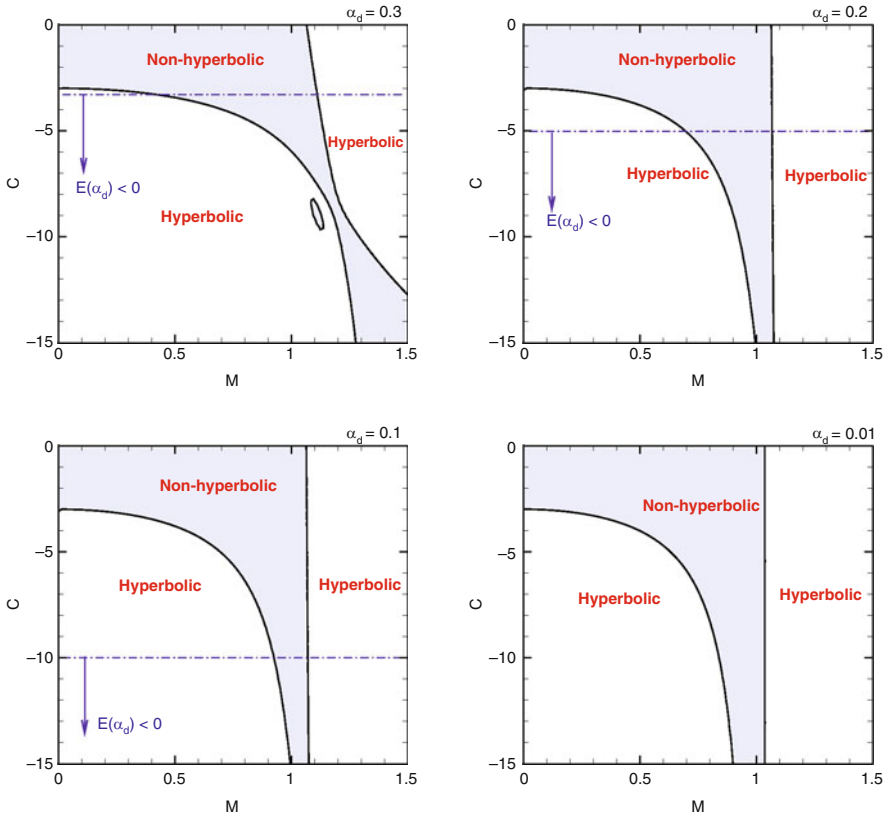 α_d = 0.3
0
Non-hyperbolic
−5
Hyperbolic
E(α_d) < 0
C
Hyperbolic
−10
−15
0
0.5
1
1.5
M
α_d = 0.2
0
Non-hyperbolic
−5
C
Hyperbolic
Hyperbolic
E(α_d) < 0
−10
−15
0
0.5
1
1.5
M
α_d = 0.1
0
Non-hyperbolic
−5
Hyperbolic
Hyperbolic
C
−10
E(α_d) < 0
−15
0
0.5
1
1.5
M
α_d = 0.01
0
Non-hyperbolic
−5
Hyperbolic
Hyperbolic
C
−10
−15
0
0.5
1
1.5
M